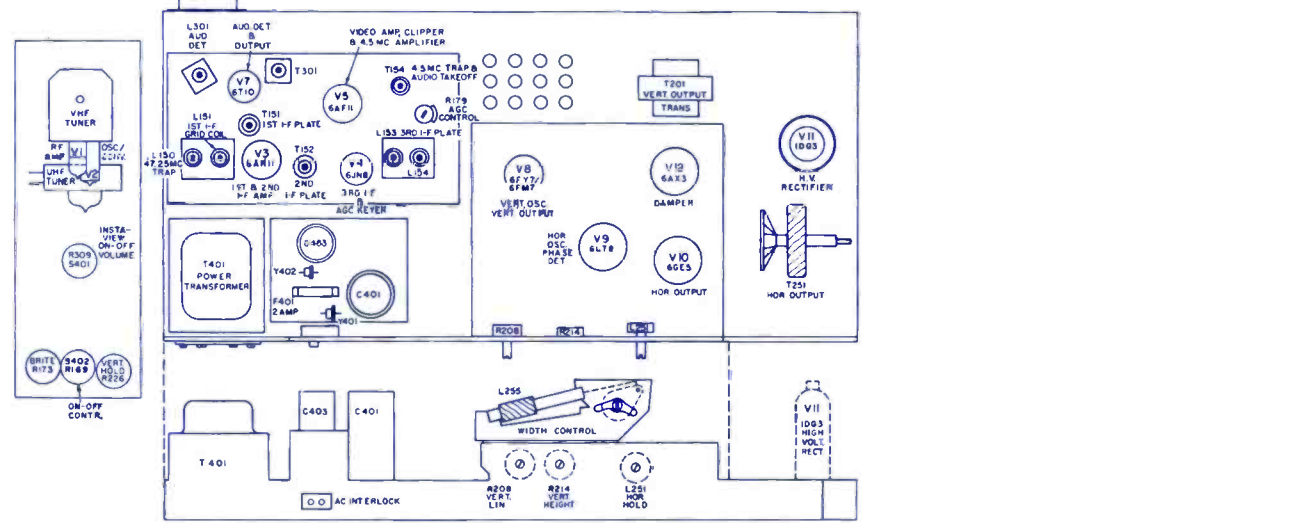 L301
AUD
DET
AUD DET
&
OUTPUT
VIDEO AMP, CLIPPER
& 4.5 MC AMPLIFIER
VHF
TUNER
RF
AMP
V1
OSC/
V2
UHF
TUNER
INSTA-
VIEW
ON-OFF
VOLUME
R309
S401
BRITE
R173
S402
R169
VERT
HOLD
R226
ON-OFF
CONTR.
V7
6T10
T301
V5
6AF11
T154
4.5 MC TRAP &
AUDIO TAKEOFF
R179
AGC
CONTROL
L151
1ST I-F
GRID COIL
T151
1ST I-F PLATE
L150
47.25MC
TRAP
V3
6AR11
T152
1ST & 2ND
I-F AMP
2ND
I-F PLATE
V4
6JN8
3RD I-F
&
AGC KEYER
L153 3RD I-F PLATE
L154
T201
VERT OUTPUT
TRANS
V11
1DG3
H.V.
RECTIFIER
V8
6FY7/
6FM7
VERT. OSC
VERT. OUTPUT
V12
6AX3
DAMPER
HOR
OSC.
PHASE
DET
V9
6LT8
V10
6GE5
HOR OUTPUT
T251
HOR OUTPUT
T401
POWER
TRANSFORMER
C403
Y402
F401
2 AMP
C401
Y401
R208
R214
L251
T401
C403
C401
AC INTERLOCK
L255
WIDTH CONTROL
R208
VERT.
LIN
R214
VERT
HEIGHT
L251
HOR
HOLD
V11
1DG3
HIGH
VOLT.
RECT